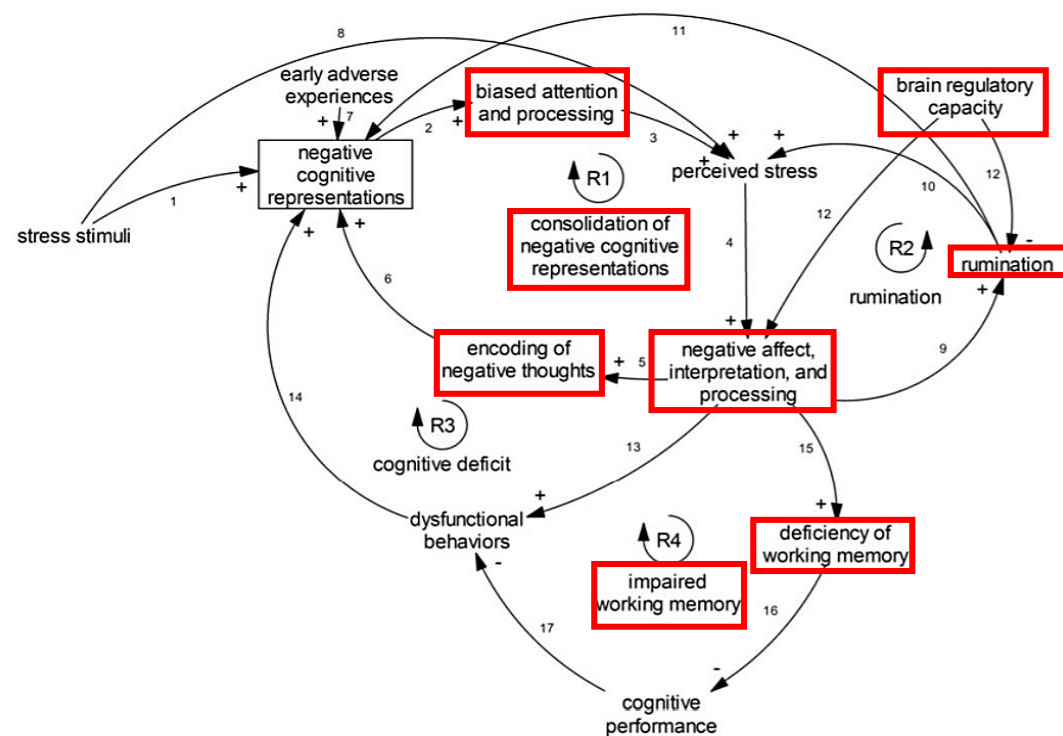 8
11
early adverse
experiences
biased attention
and processing
brain regulatory
capacity
+
7
2
+
3
+
+
+
negative
cognitive
representations
R1
perceived stress
10
12
1
+
12
-
stress stimuli
+
+
consolidation of
negative cognitive
representations
4
R2
rumination
+
6
rumination
+
encoding of
negative thoughts
+
5
negative affect,
interpretation, and
processing
9
14
R3
cognitive deficit
13
15
+
+
dysfunctional
behaviors
R4
deficiency of
working memory
-
impaired
working memory
16
17
-
cognitive
performance